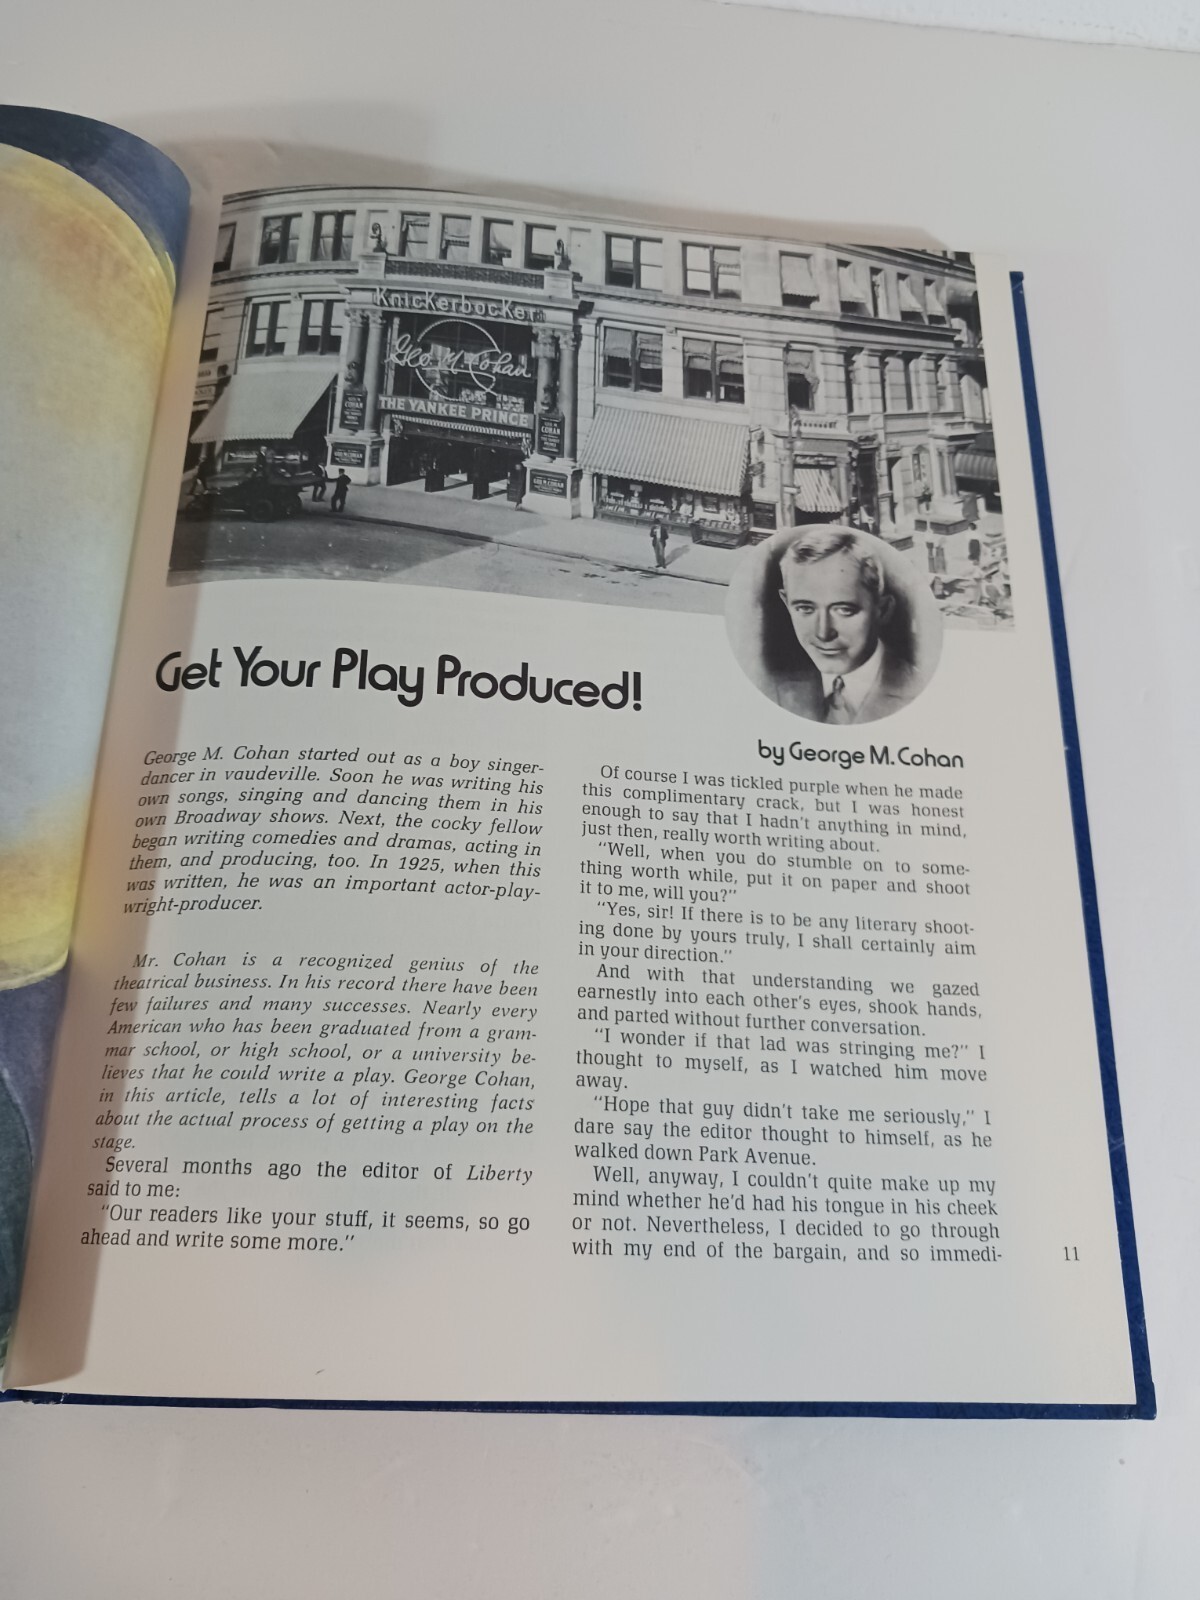 Knickerbocker
Geo. M. Cohan
THE YANKEE PRINCE
GEO. M.
COHAN
Get Your Play Produced!
by George M. Cohan
George M. Cohan started out as a boy singer-
dancer in vaudeville. Soon he was writing his
own songs, singing and dancing them in his
own Broadway shows. Next, the cocky fellow
began writing comedies and dramas, acting in
them, and producing, too. In 1925, when this
was written, he was an important actor-play-
wright-producer.
Mr. Cohan is a recognized genius of the
theatrical business. In his record there have been
few failures and many successes. Nearly every
American who has been graduated from a gram-
mar school, or high school, or a university be-
lieves that he could write a play. George Cohan,
in this article, tells a lot of interesting facts
about the actual process of getting a play on the
stage.
Several months ago the editor of Liberty
said to me:
"Our readers like your stuff, it seems, so go
ahead and write some more."
Of course I was tickled purple when he made
this complimentary crack, but I was honest
enough to say that I hadn't anything in mind,
just then, really worth writing about.
"Well, when you do stumble on to some-
thing worth while, put it on paper and shoot
it to me, will you?"
"Yes, sir! If there is to be any literary shoot-
ing done by yours truly, I shall certainly aim
in your direction."
And with that understanding we gazed
earnestly into each other's eyes, shook hands,
and parted without further conversation.
"I wonder if that lad was stringing me?" I
thought to myself, as I watched him move
away.
"Hope that guy didn't take me seriously," I
dare say the editor thought to himself, as he
walked down Park Avenue.
Well, anyway, I couldn't quite make up my
mind whether he'd had his tongue in his cheek
or not. Nevertheless, I decided to go through
with my end of the bargain, and so immedi-
11